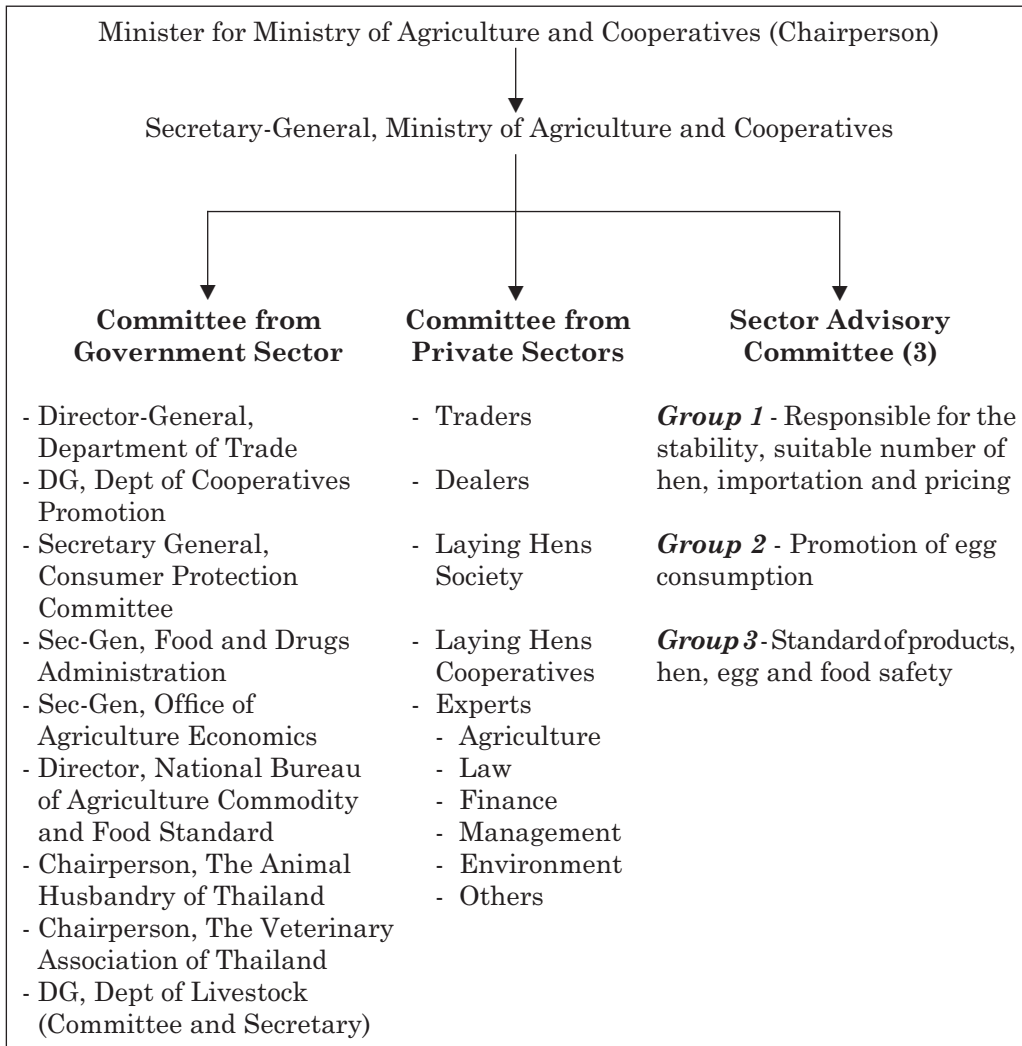 Minister for Ministry of Agriculture and Cooperatives (Chairperson)
Secretary-General, Ministry of Agriculture and Cooperatives
Committee from
Government Sector
- Director-General,
Department of Trade
- DG, Dept of Cooperatives
Promotion
- Secretary General,
Consumer Protection
Committee
- Sec-Gen, Food and Drugs
Administration
- Sec-Gen, Office of
Agriculture Economics
- Director, National Bureau
of Agriculture Commodity
and Food Standard
- Chairperson, The Animal
Husbandry of Thailand
- Chairperson, The Veterinary
Association of Thailand
- DG, Dept of Livestock
(Committee and Secretary)
Committee from
Private Sectors
- Traders
- Dealers
- Laying Hens
Society
- Laying Hens
Cooperatives
- Experts
- Agriculture
- Law
- Finance
- Management
- Environment
- Others
Sector Advisory
Committee (3)
Group 1 - Responsible for the
stability, suitable number of
hen, importation and pricing
Group 2 - Promotion of egg
consumption
Group 3 - Standard of products,
hen, egg and food safety